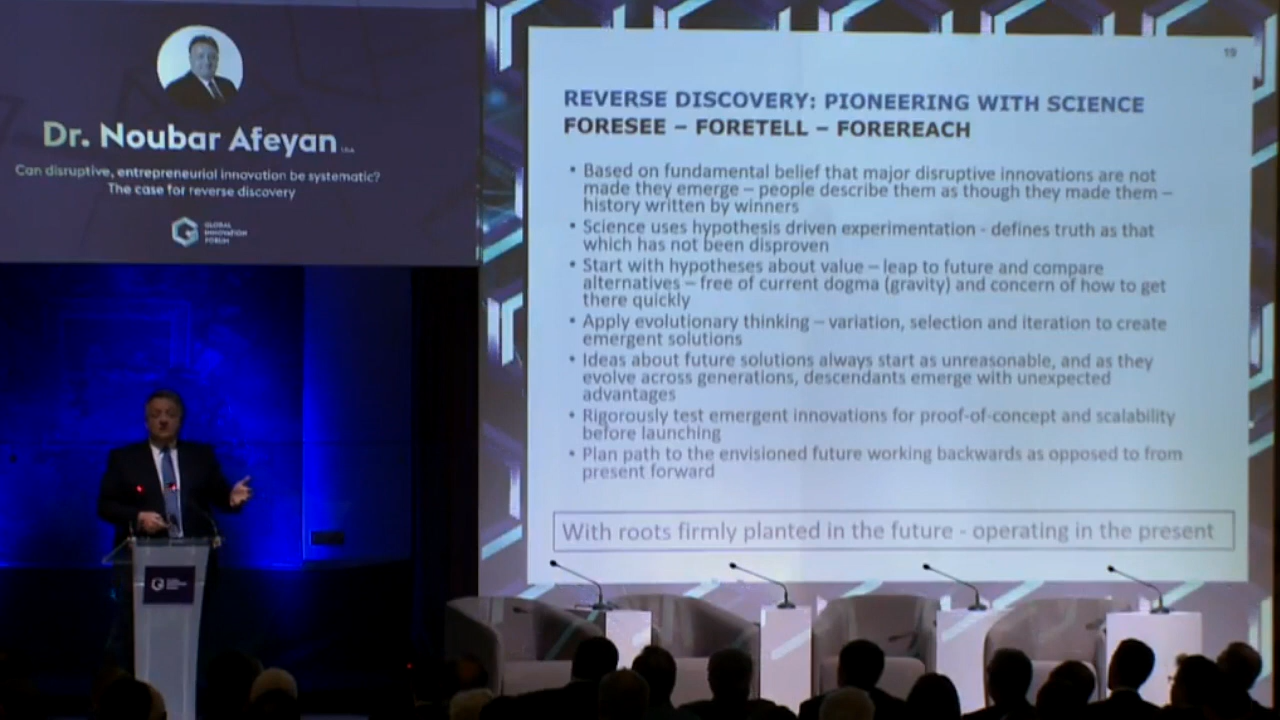 Dr. Noubar Afeyan USA
Can disruptive, entrepreneurial innovation be systematic?
The case for reverse discovery
GLOBAL
INNOVATION
FORUM
19
REVERSE DISCOVERY: PIONEERING WITH SCIENCE
FORESEE – FORETELL – FOREREACH
• Based on fundamental belief that major disruptive innovations are not
made they emerge – people describe them as though they made them –
history written by winners
• Science uses hypothesis driven experimentation - defines truth as that
which has not been disproven
• Start with hypotheses about value – leap to future and compare
alternatives – free of current dogma (gravity) and concern of how to get
there quickly
• Apply evolutionary thinking – variation, selection and iteration to create
emergent solutions
• Ideas about future solutions always start as unreasonable, and as they
evolve across generations, descendants emerge with unexpected
advantages
• Rigorously test emergent innovations for proof-of-concept and scalability
before launching
• Plan path to the envisioned future working backwards as opposed to from
present forward
With roots firmly planted in the future - operating in the present